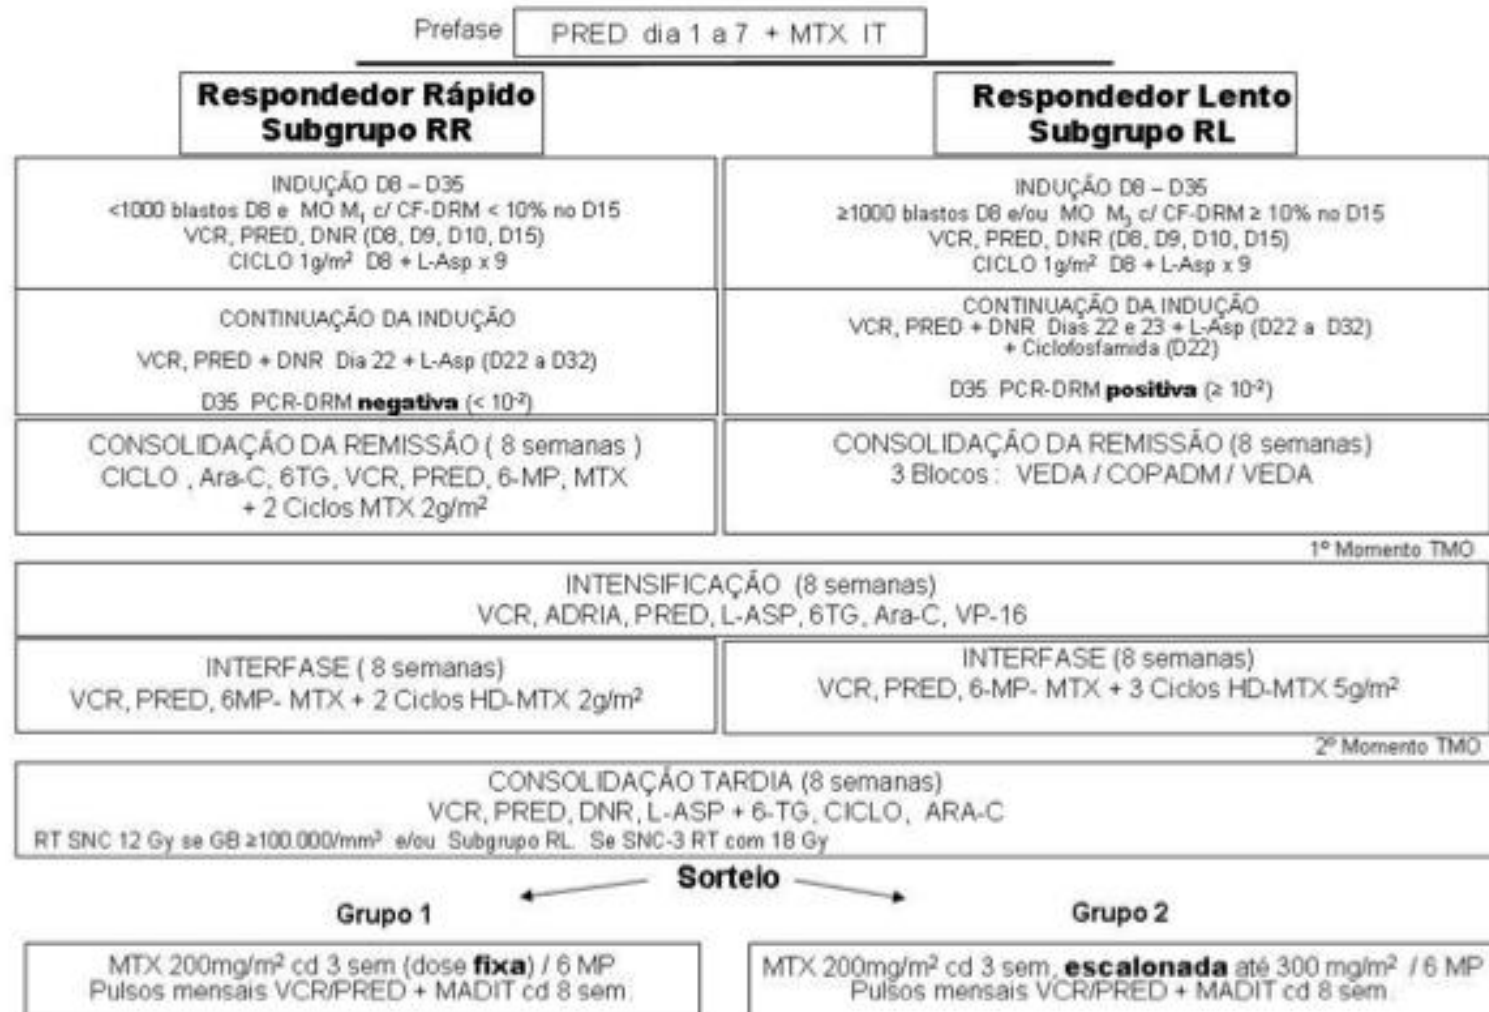 Prefase
PRED dia 1 a 7 + MTX IT
Respondedor Rápido
Subgrupo RR
Respondedor Lento
Subgrupo RL
INDUÇÃO D8 – D35
<1000 blastos D8 e MO M₁ c/ CF-DRM < 10% no D15
VCR, PRED, DNR (D8, D9, D10, D15)
CICLO 1g/m² D8 + L-Asp x 9
INDUÇÃO D8 – D35
≥1000 blastos D8 e/ou MO M₃ c/ CF-DRM ≥ 10% no D15
VCR, PRED, DNR (D8, D9, D10, D15)
CICLO 1g/m² D8 + L-Asp x 9
CONTINUAÇÃO DA INDUÇÃO
VCR, PRED + DNR Dia 22 + L-Asp (D22 a D32)
D35 PCR-DRM negativa (< 10⁻²)
CONTINUAÇÃO DA INDUÇÃO
VCR, PRED + DNR Dias 22 e 23 + L-Asp (D22 a D32)
+ Ciclofosfamida (D22)
D35 PCR-DRM positiva (≥ 10⁻²)
CONSOLIDAÇÃO DA REMISSÃO ( 8 semanas )
CICLO , Ara-C, 6TG, VCR, PRED, 6-MP, MTX
+ 2 Ciclos MTX 2g/m²
CONSOLIDAÇÃO DA REMISSÃO (8 semanas)
3 Blocos : VEDA / COPADM / VEDA
1º Momento TMO
INTENSIFICAÇÃO (8 semanas)
VCR, ADRIA, PRED, L-ASP, 6TG, Ara-C, VP-16
INTERFASE ( 8 semanas)
VCR, PRED, 6MP- MTX + 2 Ciclos HD-MTX 2g/m²
INTERFASE (8 semanas)
VCR, PRED, 6-MP- MTX + 3 Ciclos HD-MTX 5g/m²
2º Momento TMO
CONSOLIDAÇÃO TARDIA (8 semanas)
VCR, PRED, DNR, L-ASP + 6-TG, CICLO, ARA-C
RT SNC 12 Gy se GB ≥100.000/mm³ e/ou Subgrupo RL. Se SNC-3 RT com 18 Gy
Sorteio
Grupo 1
Grupo 2
MTX 200mg/m² cd 3 sem (dose fixa) / 6 MP
Pulsos mensais VCR/PRED + MADIT cd 8 sem.
MTX 200mg/m² cd 3 sem, escalonada até 300 mg/m² / 6 MP
Pulsos mensais VCR/PRED + MADIT cd 8 sem.